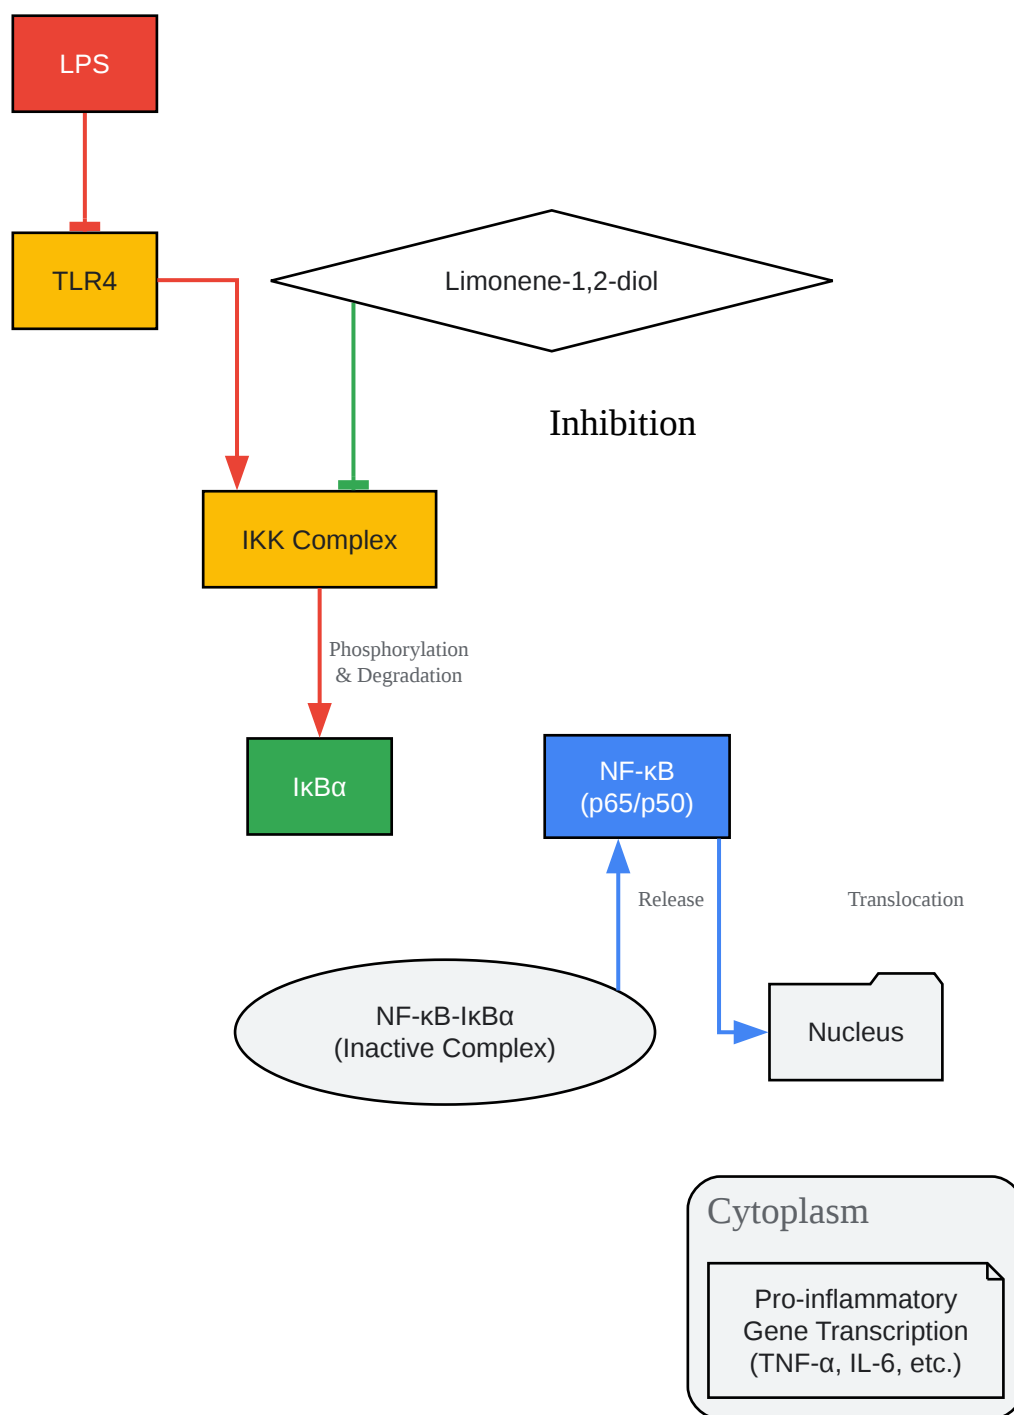 LPS
TLR4
Limonene-1,2-diol
Inhibition
IKK Complex
Phosphorylation
& Degradation
IκBα
NF-κB
(p65/p50)
Release
Translocation
NF-κB-IκBα
(Inactive Complex)
Nucleus
Cytoplasm
Pro-inflammatory
Gene Transcription
(TNF-α, IL-6, etc.)